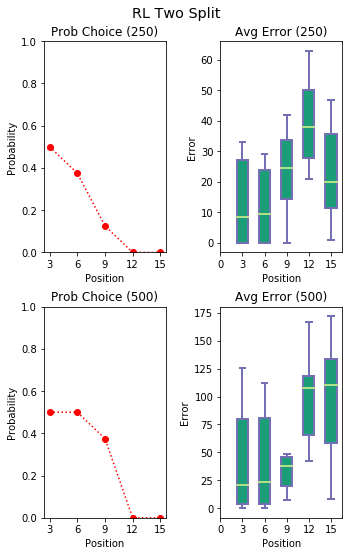 RL Two Split
Prob Choice (250)
Avg Error (250)
1.0
0.8
0.6
0.4
0.2
0.0
Probability
3 6 9 12 15
Position
60
50
40
30
20
10
0
Error
0 3 6 9 12 15
Position
Prob Choice (500)
Avg Error (500)
1.0
0.8
0.6
0.4
0.2
0.0
Probability
3 6 9 12 15
Position
175
150
125
100
75
50
25
0
Error
0 3 6 9 12 15
Position